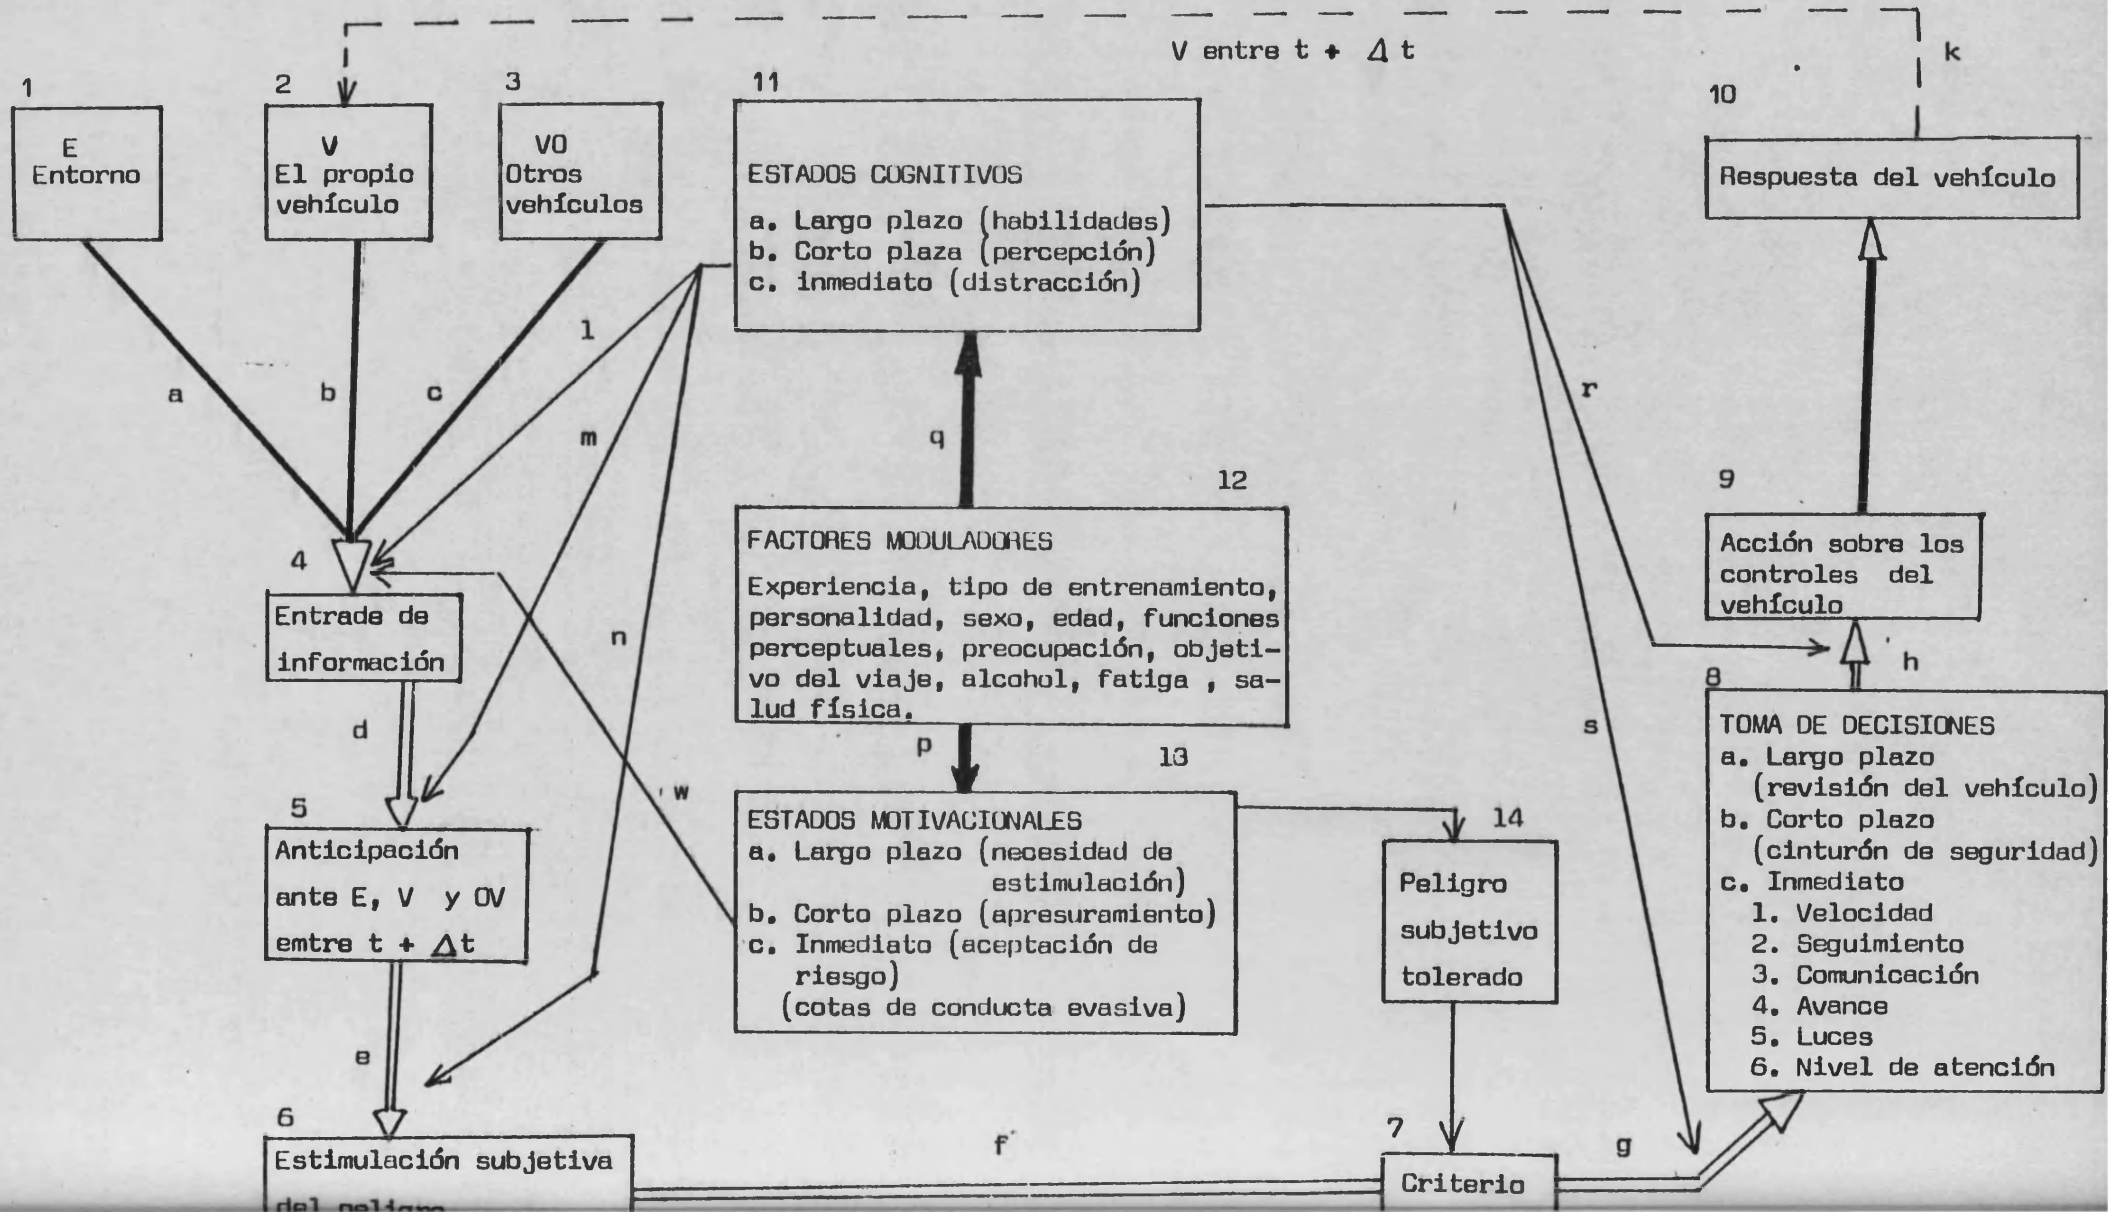 V entre t + Δ t
k
1
E
Entorno
2
V
El propio
vehículo
3
VO
Otros
vehículos
11
ESTADOS COGNITIVOS
a. Largo plazo (habilidades)
b. Corto plaza (percepción)
c. inmediato (distracción)
10
Respuesta del vehículo
a
b
c
l
m
n
q
r
s
4
Entrade de
información
d
12
FACTORES MODULADORES
Experiencia, tipo de entrenamiento,
personalidad, sexo, edad, funciones
perceptuales, preocupación, objeti-
vo del viaje, alcohol, fatiga , sa-
lud física.
p
w
9
Acción sobre los
controles del
vehículo
h
5
Anticipación
ante E, V y OV
emtre t + Δt
e
13
ESTADOS MOTIVACIONALES
a. Largo plazo (necesidad de
estimulación)
b. Corto plazo (apresuramiento)
c. Inmediato (aceptación de
riesgo)
(cotas de conducta evasiva)
14
Peligro
subjetivo
tolerado
8
TOMA DE DECISIONES
a. Largo plazo
(revisión del vehículo)
b. Corto plazo
(cinturón de seguridad)
c. Inmediato
1. Velocidad
2. Seguimiento
3. Comunicación
4. Avance
5. Luces
6. Nivel de atención
6
Estimulación subjetiva
del peligro
f
7
Criterio
g